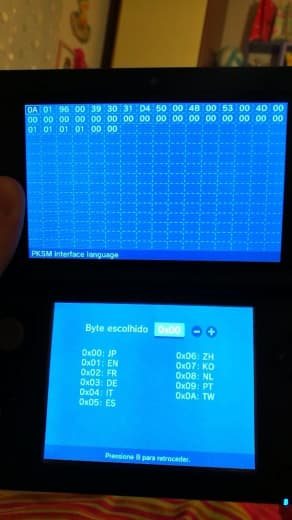 0A 01 96 00 39 30 31 D4 50 00 4B 00 53 00 4D 00
00 00 00 00 00 00 00 00 00 00 00 00 00 00 00 00
01 01 01 01 00 00
PKSM interface language
Byte escolhido 0x00 - +
0x00: JP
0x01: EN
0x02: FR
0x03: DE
0x04: IT
0x05: ES
0x06: ZH
0x07: KO
0x08: NL
0x09: PT
0x0A: TW
Pressione B para retroceder.